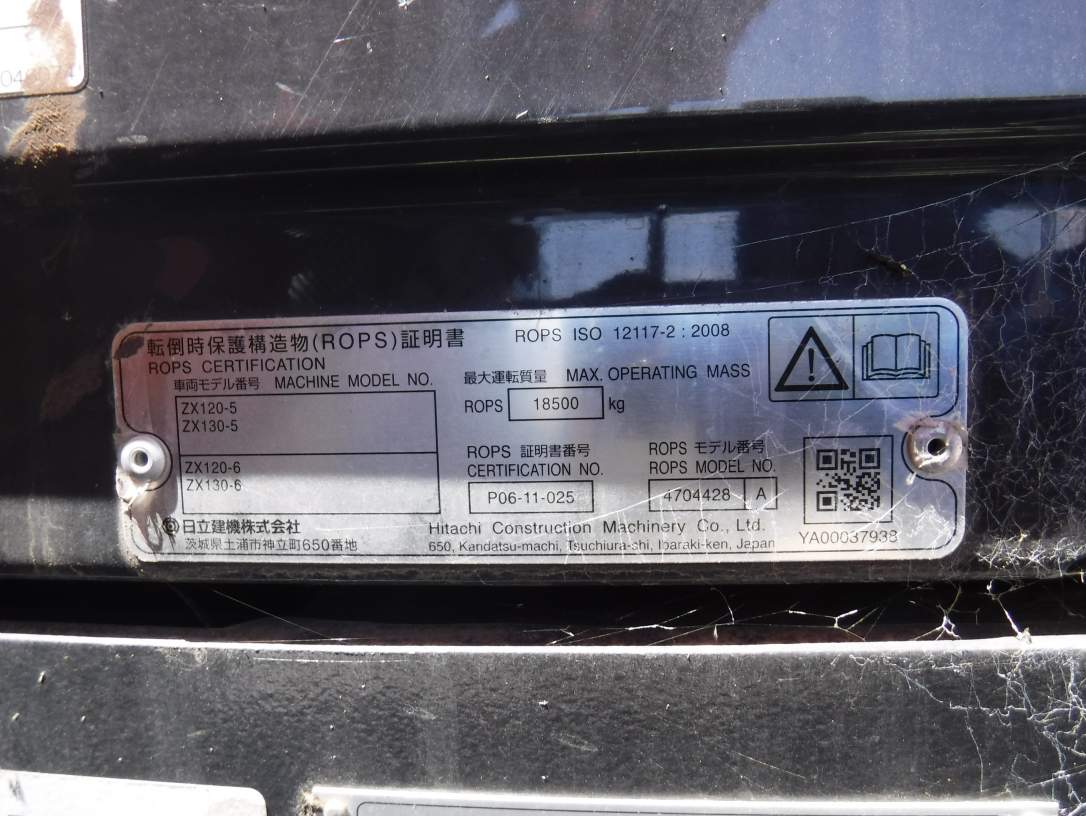 転倒時保護構造物(ROPS)証明書
ROPS CERTIFICATION
ROPS ISO 12117-2 : 2008
車両モデル番号 MACHINE MODEL NO.
ZX120-5
ZX130-5
ZX120-6
ZX130-6
最大運転質量 MAX. OPERATING MASS
ROPS 18500 kg
ROPS 証明書番号
CERTIFICATION NO.
P06-11-025
ROPS モデル番号
ROPS MODEL NO.
4704428 A
日立建機株式会社
茨城県土浦市神立町650番地
Hitachi Construction Machinery Co., Ltd.
650, Kandatsu-machi, Tsuchiura-shi, Ibaraki-ken, Japan
YA00037938